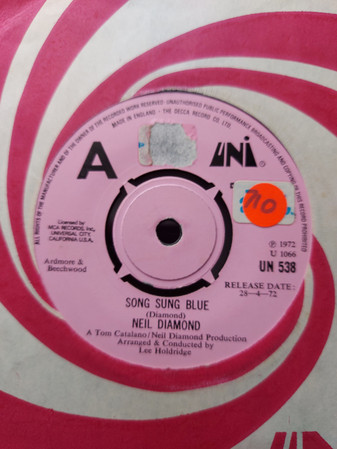 ALL RIGHTS OF THE MANUFACTURER AND OF THE OWNER OF THE RECORDED WORK RESERVED. UNAUTHORISED PUBLIC PERFORMANCE, BROADCASTING AND COPYING OF THIS RECORD PROHIBITED
MADE IN ENGLAND · THE DECCA RECORD CO. LTD.
A
UNI
710
Licensed by
MCA RECORDS, Inc.
UNIVERSAL CITY,
CALIFORNIA U.S.A.
℗ 1972
U 1066
UN 538
Ardmore &
Beechwood
RELEASE DATE:
28—4—72
SONG SUNG BLUE
(Diamond)
NEIL DIAMOND
A Tom Catalano/Neil Diamond Production
Arranged & Conducted by
Lee Holdridge